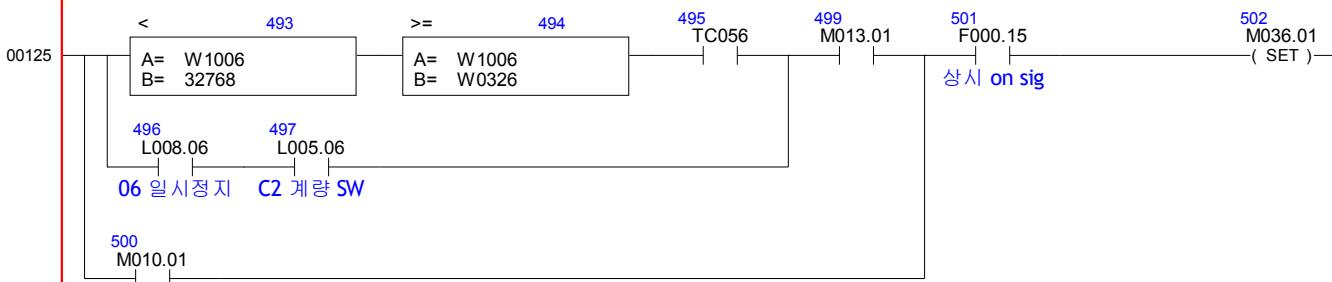 < 493 >= 494 495 499 501 502
TC056 M013.01 F000.15 M036.01
00125 A= W1006 A= W1006 ( SET )
B= 32768 B= W0326 상시 on sig
496 497
L008.06 L005.06
06 일시정지 C2 계량 SW
500
M010.01